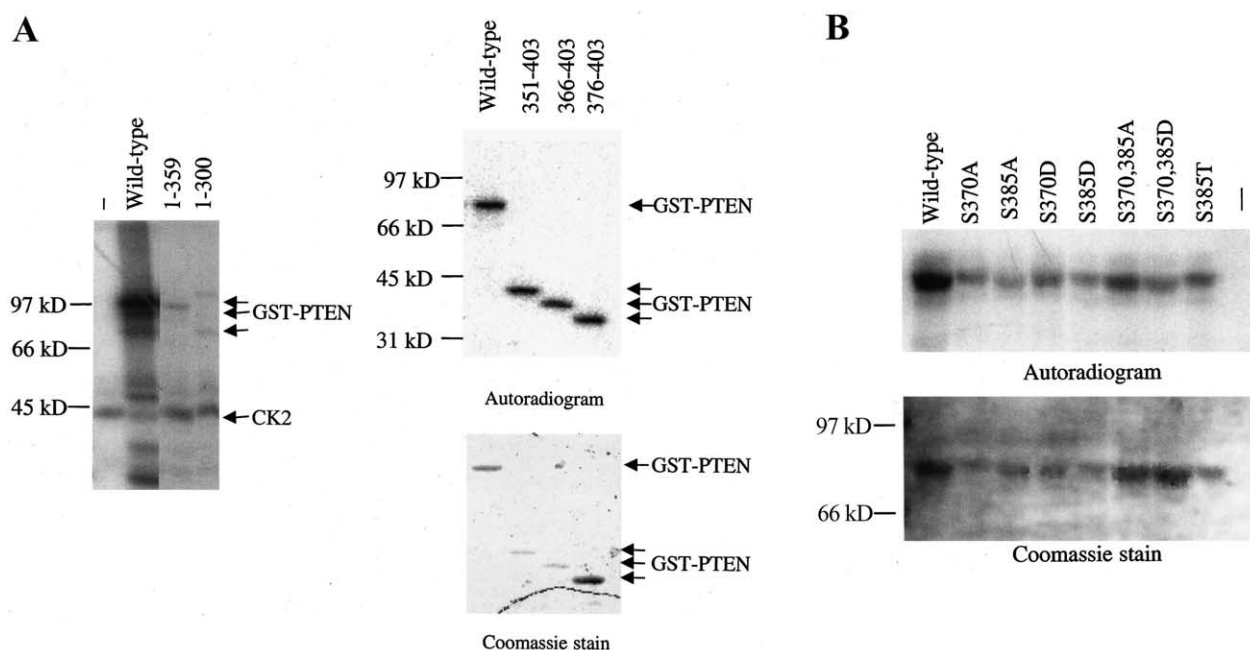 A
–
Wild-type
1-359
1-300
97 kD
66 kD
45 kD
GST-PTEN
CK2
Wild-type
351-403
366-403
376-403
97 kD
66 kD
45 kD
31 kD
GST-PTEN
GST-PTEN
Autoradiogram
GST-PTEN
GST-PTEN
Coomassie stain
B
Wild-type
S370A
S385A
S370D
S385D
S370,385A
S370,385D
S385T
—
Autoradiogram
97 kD
66 kD
Coomassie stain